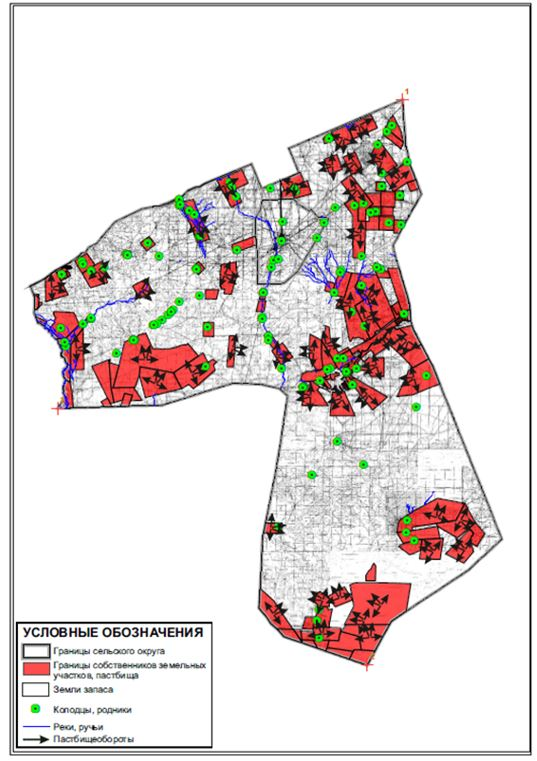 1
УСЛОВНЫЕ ОБОЗНАЧЕНИЯ
Границы сельского округа
Границы собственников земельных
участков, пастбища
Земли запаса
Колодцы, родники
Реки, ручьи
Пастбищеобороты